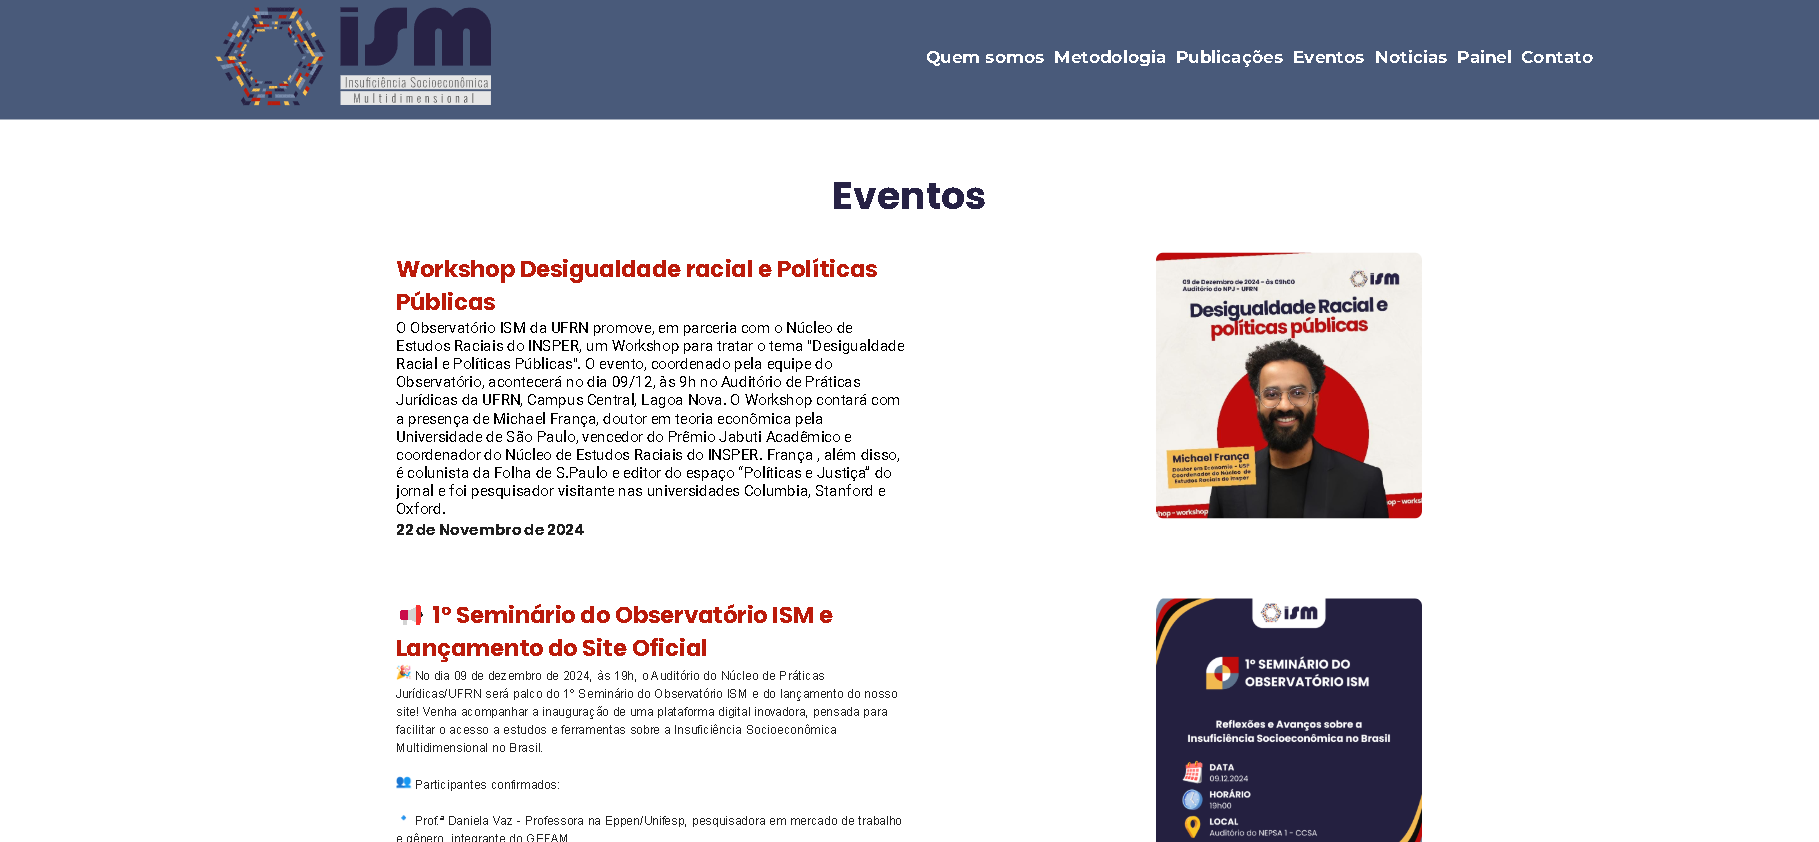 ism
Insuficiência Socioeconômica
Multidimensional
Quem somos Metodologia Publicações Eventos Noticias Painel Contato
Eventos
Workshop Desigualdade racial e Políticas
Públicas
O Observatório ISM da UFRN promove, em parceria com o Núcleo de
Estudos Raciais do INSPER, um Workshop para tratar o tema "Desigualdade
Racial e Políticas Públicas". O evento, coordenado pela equipe do
Observatório, acontecerá no dia 09/12, às 9h no Auditório de Práticas
Jurídicas da UFRN, Campus Central, Lagoa Nova. O Workshop contará com
a presença de Michael França, doutor em teoria econômica pela
Universidade de São Paulo, vencedor do Prêmio Jabuti Acadêmico e
coordenador do Núcleo de Estudos Raciais do INSPER. França , além disso,
é colunista da Folha de S.Paulo e editor do espaço “Políticas e Justiça” do
jornal e foi pesquisador visitante nas universidades Columbia, Stanford e
Oxford.
22 de Novembro de 2024
09 de Dezembro de 2024 - às 09h00
Auditório do NPJ - UFRN
ism
Desigualdade Racial e
políticas públicas
Michael França
Doutor em Economia - USP
Coordenador do Núcleo de
Estudos Raciais do Insper
hop - workshop
op - works
📢 1º Seminário do Observatório ISM e
Lançamento do Site Oficial
🎉 No dia 09 de dezembro de 2024, às 19h, o Auditório do Núcleo de Práticas
Jurídicas/UFRN será palco do 1º Seminário do Observatório ISM e do lançamento do nosso
site! Venha acompanhar a inauguração de uma plataforma digital inovadora, pensada para
facilitar o acesso a estudos e ferramentas sobre a Insuficiência Socioeconômica
Multidimensional no Brasil.
👥 Participantes confirmados:
🔹 Prof.ª Daniela Vaz - Professora na Eppen/Unifesp, pesquisadora em mercado de trabalho
e gênero, integrante do GEFAM
ism
1º SEMINÁRIO DO
OBSERVATÓRIO ISM
Reflexões e Avanços sobre a
Insuficiência Socioeconômica no Brasil
DATA
09.12.2024
HORÁRIO
19h00
LOCAL
Auditório do NEPSA 1 - CCSA